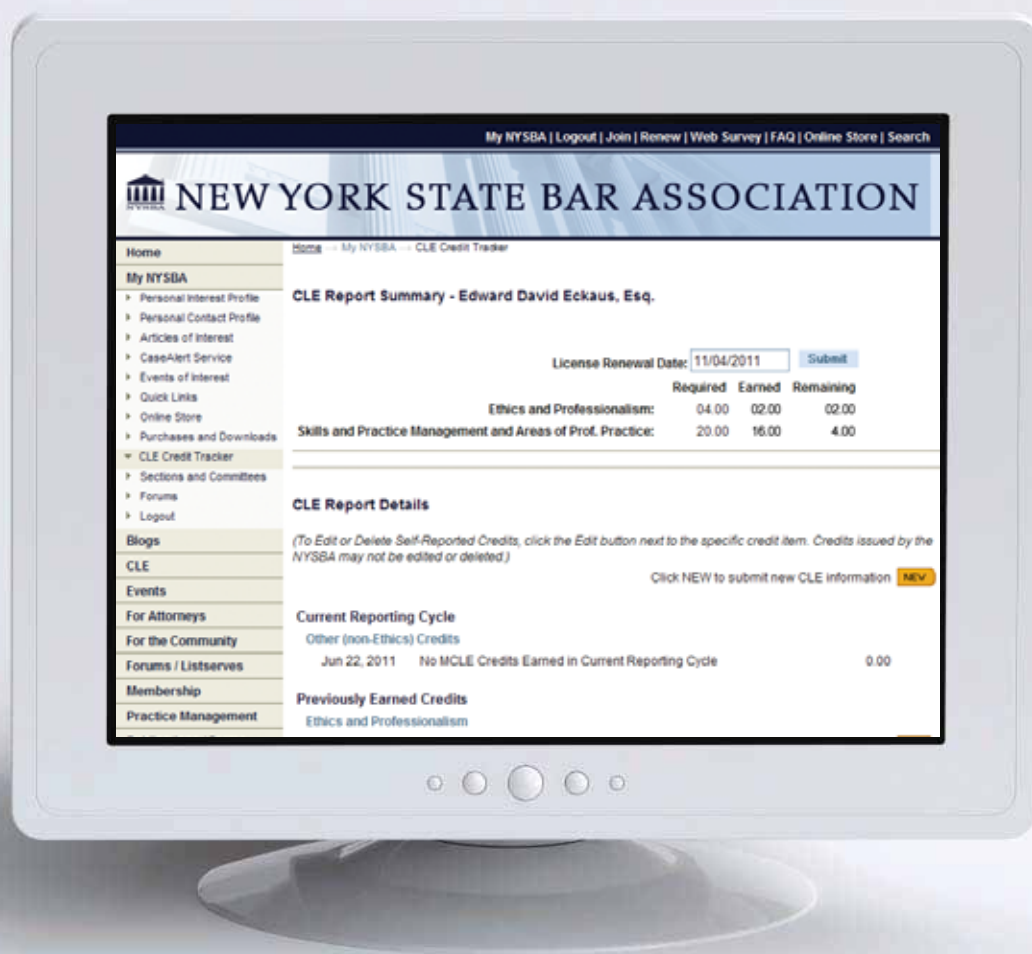 My NYSBA | Logout | Join | Renew | Web Survey | FAQ | Online Store | Search
NYSBA
NEW YORK STATE BAR ASSOCIATION
Home → My NYSBA → CLE Credit Tracker
Home
My NYSBA
Personal Interest Profile
Personal Contact Profile
Articles of Interest
CaseAlert Service
Events of Interest
Quick Links
Online Store
Purchases and Downloads
CLE Credit Tracker
Sections and Committees
Forums
Logout
Blogs
CLE
Events
For Attorneys
For the Community
Forums / Listserves
Membership
Practice Management
CLE Report Summary - Edward David Eckaus, Esq.
License Renewal Date: 11/04/2011 Submit
Required Earned Remaining
Ethics and Professionalism: 04.00 02.00 02.00
Skills and Practice Management and Areas of Prof. Practice: 20.00 16.00 4.00
CLE Report Details
(To Edit or Delete Self-Reported Credits, click the Edit button next to the specific credit item. Credits issued by the
NYSBA may not be edited or deleted.)
Click NEW to submit new CLE information NEW
Current Reporting Cycle
Other (non-Ethics) Credits
Jun 22, 2011 No MCLE Credits Earned in Current Reporting Cycle 0.00
Previously Earned Credits
Ethics and Professionalism